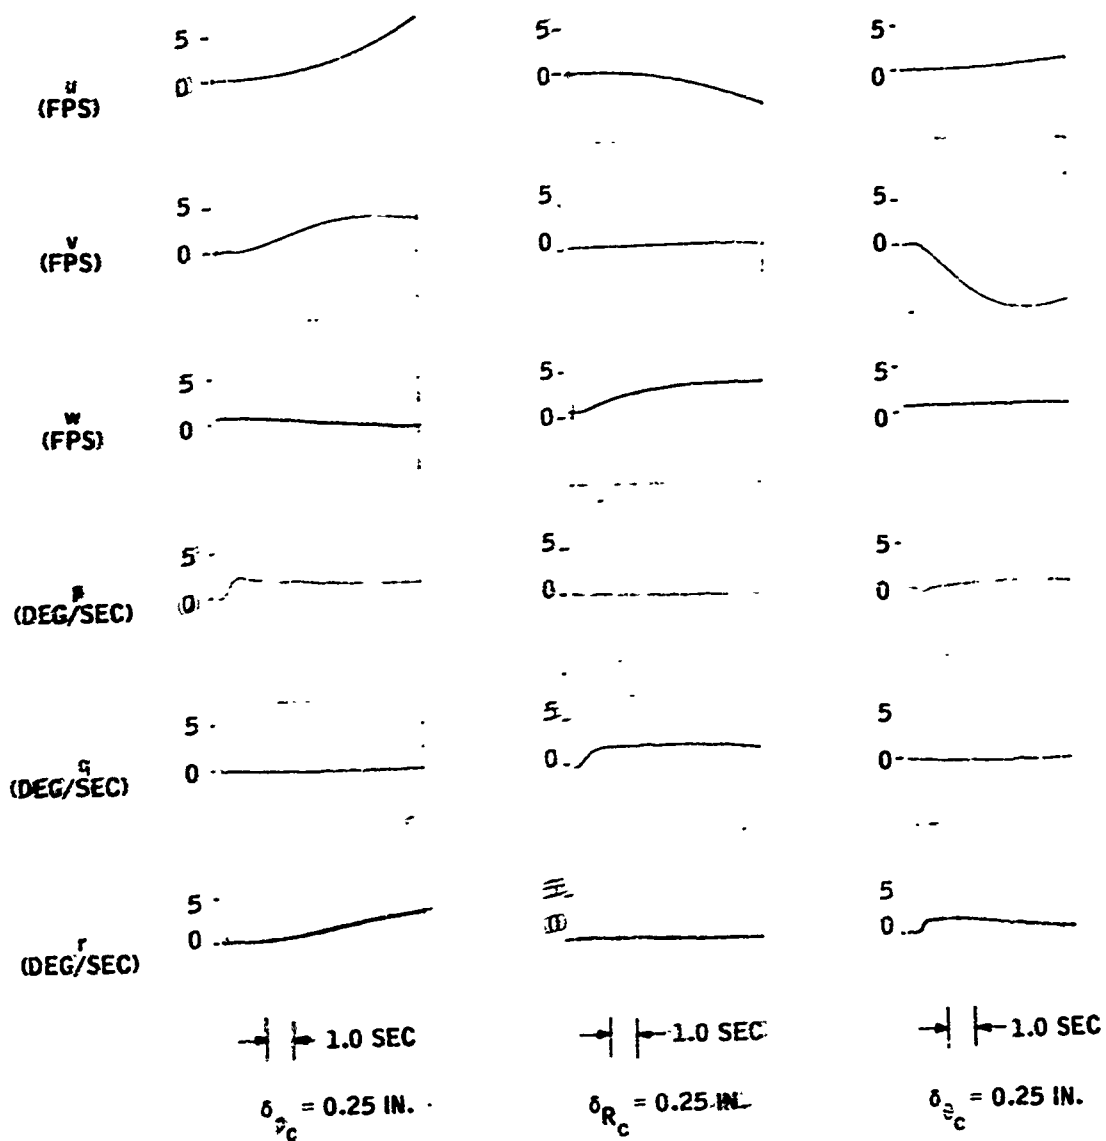 5 - 5- 5-
0 0- 0-
u
(FPS)
5 - 5 5-
0 - 0 0-
v
(FPS)
5 - 5- 5-
0 - 0- 0-
w
(FPS)
5 - 5- 5-
0 0- 0 -
(DEG/SEC)
5 - 5- 5
0 - 0- 0-
q
(DEG/SEC)
5 - 5
0 - 0 0-
r
(DEG/SEC)
1.0 SEC 1.0 SEC 1.0 SEC
= 0.25 IN. δRc = 0.25 IN. = 0.25 IN.